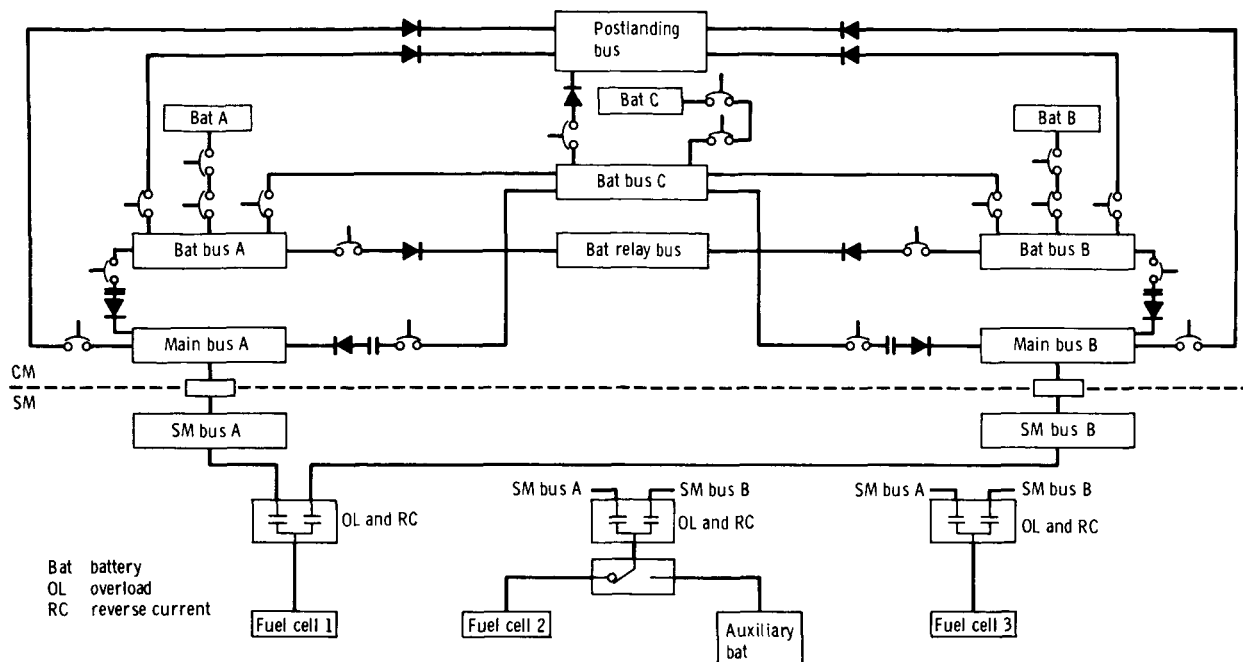 Postlanding
bus
Bat C
Bat A
Bat B
Bat bus C
Bat bus A
Bat relay bus
Bat bus B
Main bus A
Main bus B
CM
SM
SM bus A
SM bus B
SM bus A
SM bus B
SM bus A
SM bus B
OL and RC
OL and RC
OL and RC
Bat battery
OL overload
RC reverse current
Fuel cell 1
Fuel cell 2
Auxiliary
bat
Fuel cell 3